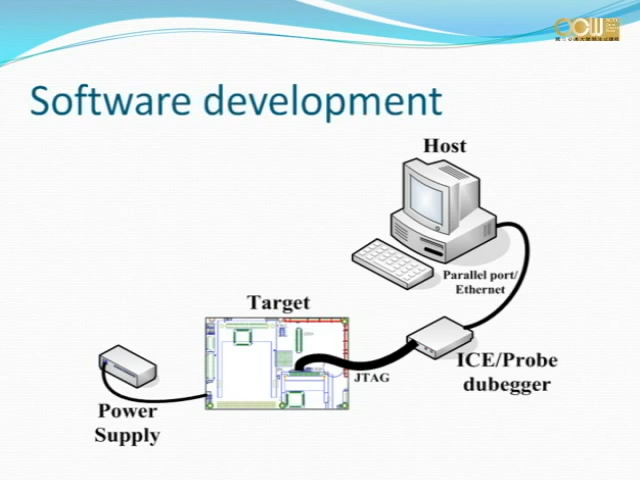 Software development
Host
Parallel port/
Ethernet
Target
JTAG
ICE/Probe
dubegger
Power
Supply